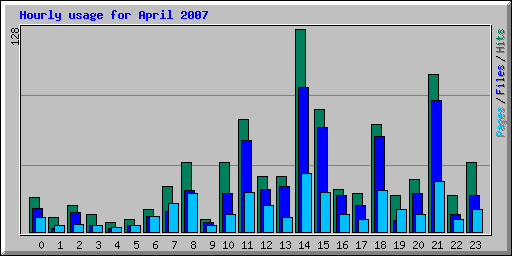 Hourly usage for April 2007
128
Pages / Files / Hits
0 1 2 3 4 5 6 7 8 9 10 11 12 13 14 15 16 17 18 19 20 21 22 23